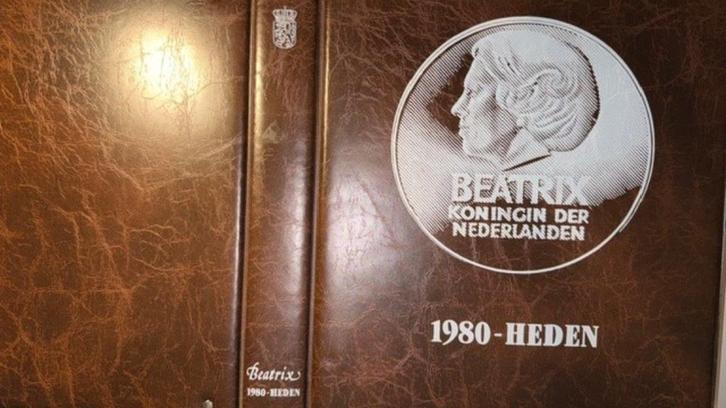 Beatrix
1980-HEDEN
BEATRIX
KONINGIN DER
NEDERLANDEN
1980-HEDEN